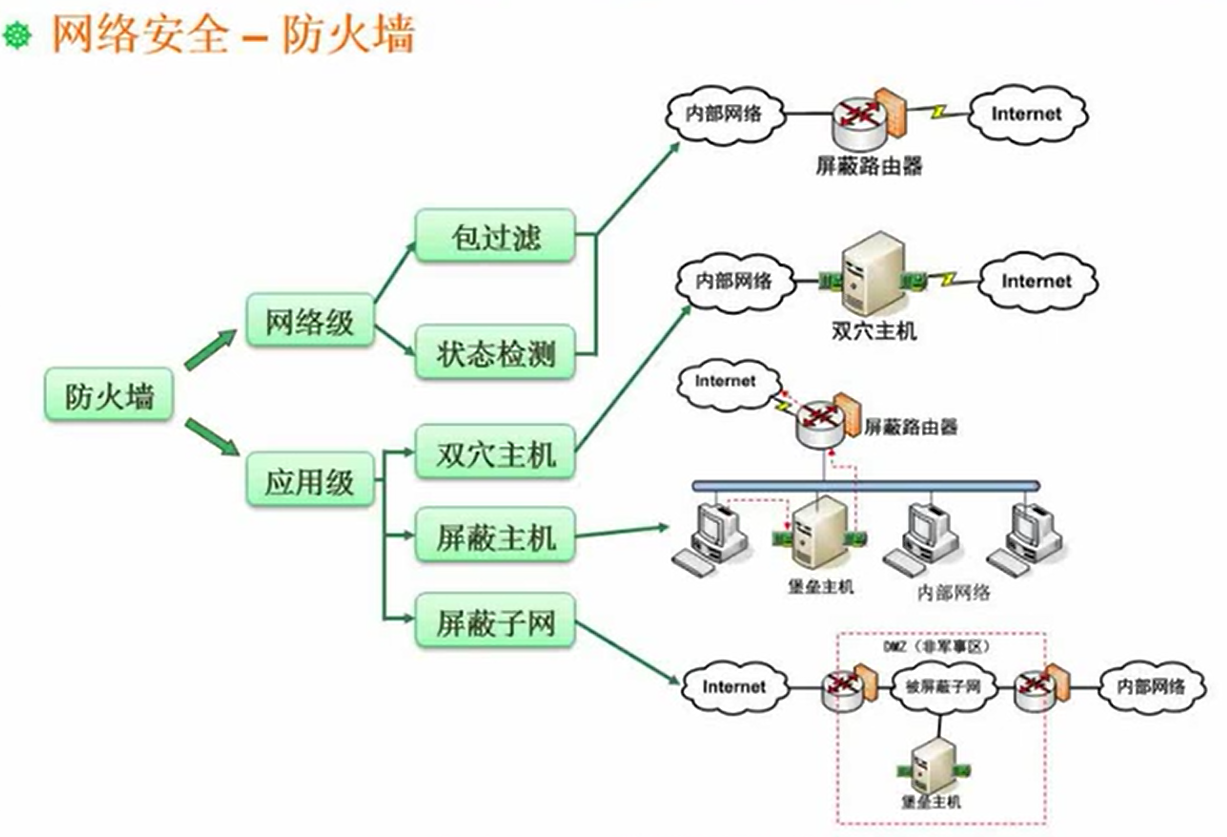 网络安全 – 防火墙
内部网络
屏蔽路由器
Internet
包过滤
网络级
状态检测
内部网络
双穴主机
Internet
防火墙
Internet
屏蔽路由器
应用级
双穴主机
屏蔽主机
堡垒主机
内部网络
屏蔽子网
DMZ（非军事区）
Internet
被屏蔽子网
内部网络
堡垒主机